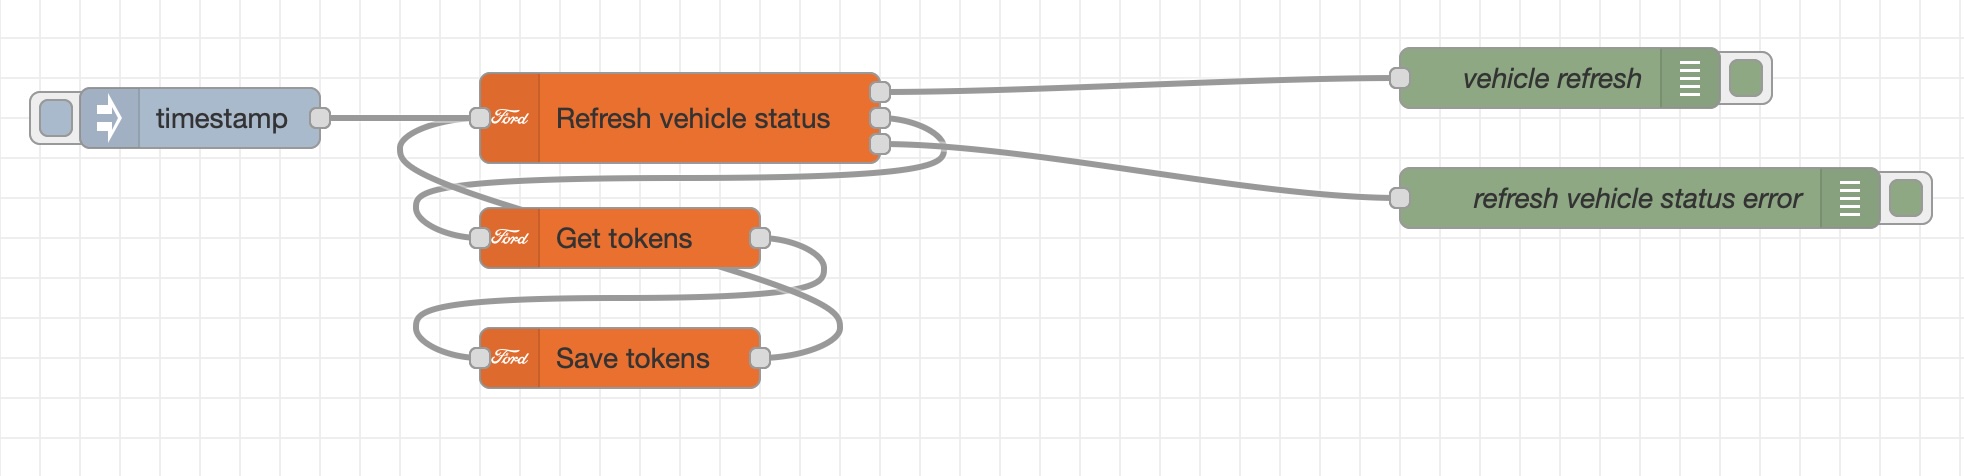 vehicle refresh
timestamp
Ford Refresh vehicle status
refresh vehicle status error
Ford Get tokens
Ford Save tokens